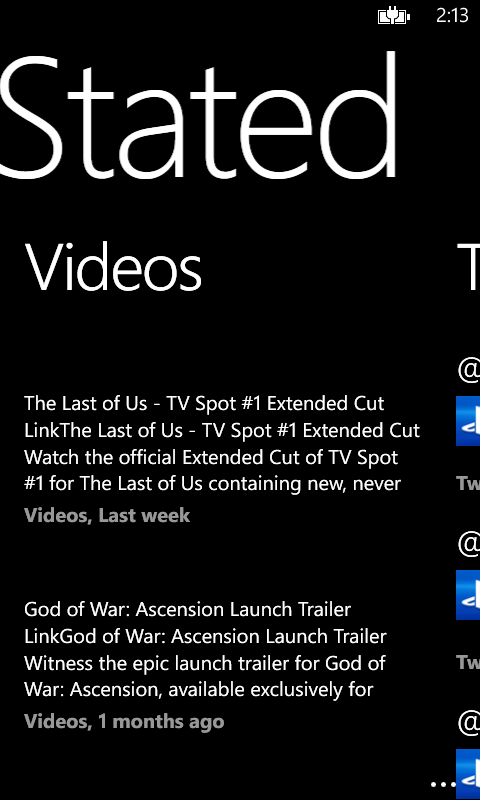 2:13
Stated
Videos
T
@
The Last of Us - TV Spot #1 Extended Cut
LinkThe Last of Us - TV Spot #1 Extended Cut
Watch the official Extended Cut of TV Spot
#1 for The Last of Us containing new, never
Videos, Last week
Tw
@
God of War: Ascension Launch Trailer
LinkGod of War: Ascension Launch Trailer
Witness the epic launch trailer for God of
War: Ascension, available exclusively for
Videos, 1 months ago
Tw
@
...